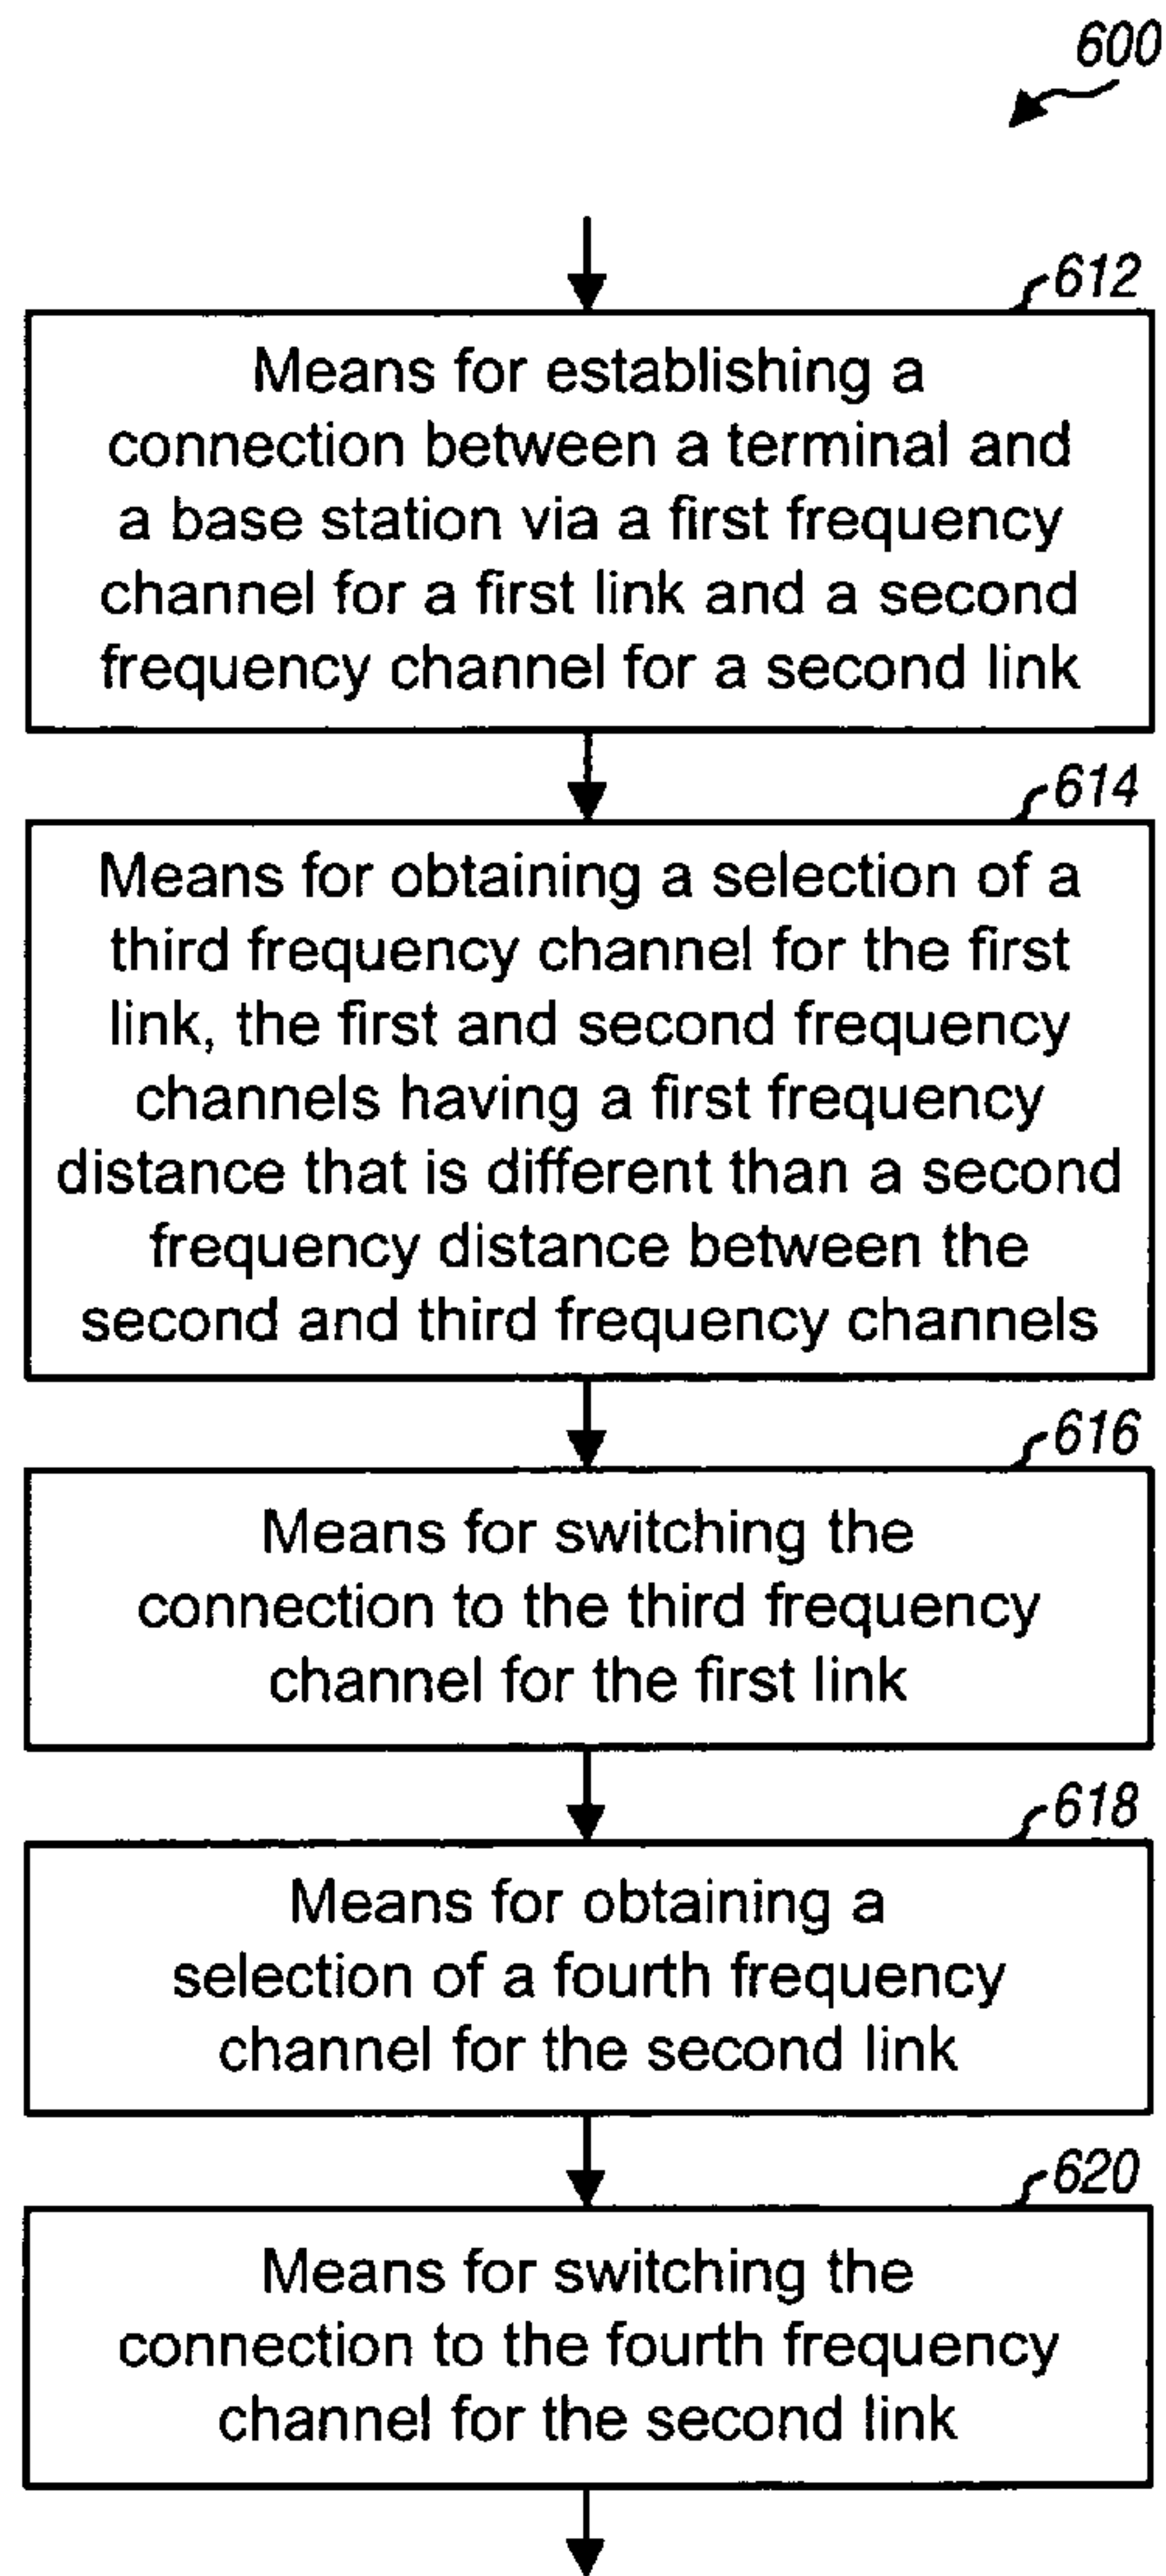 600
612
Means for establishing a
connection between a terminal and
a base station via a first frequency
channel for a first link and a second
frequency channel for a second link
614
Means for obtaining a selection of a
third frequency channel for the first
link, the first and second frequency
channels having a first frequency
distance that is different than a second
frequency distance between the
second and third frequency channels
616
Means for switching the
connection to the third frequency
channel for the first link
618
Means for obtaining a
selection of a fourth frequency
channel for the second link
620
Means for switching the
connection to the fourth frequency
channel for the second link